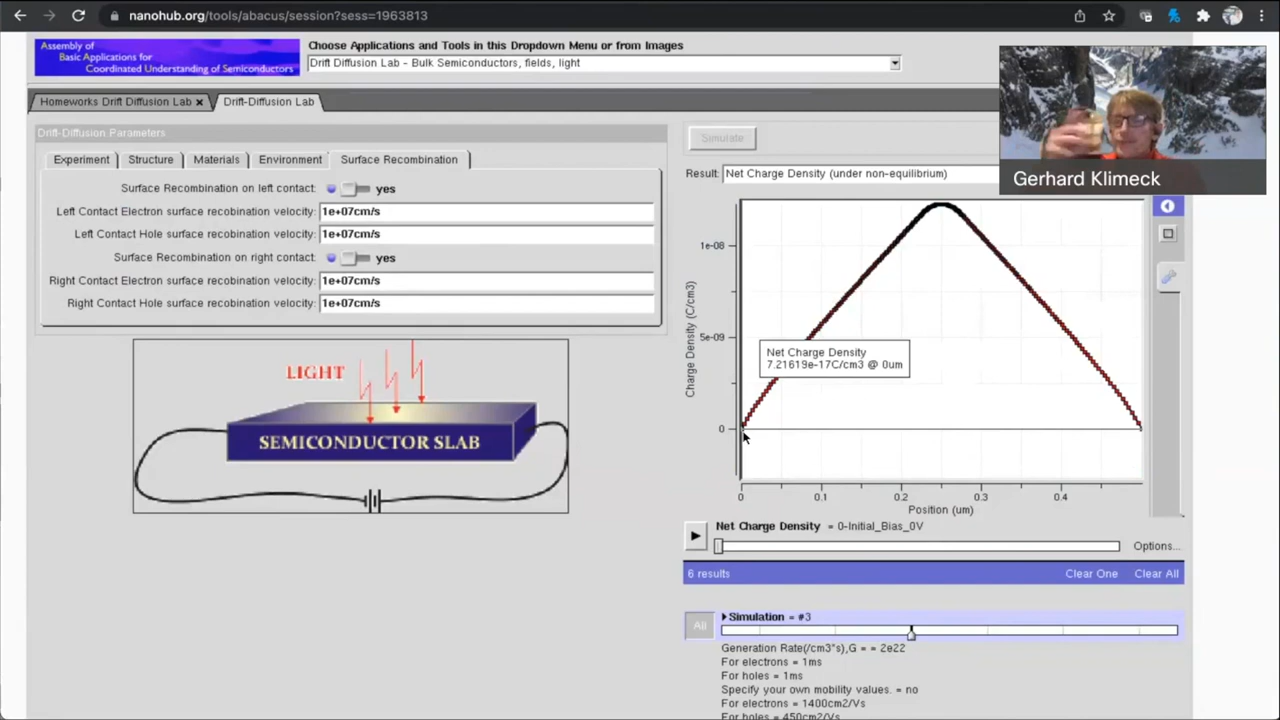 nanohub.org/tools/abacus/session?sess=1963813
Assembly of
Basic Applications for
Coordinated Understanding of Semiconductors
Choose Applications and Tools in this Dropdown Menu or from Images
Drift Diffusion Lab - Bulk Semiconductors, fields, light
Homeworks Drift Diffusion Lab × Drift-Diffusion Lab
Gerhard Klimeck
Drift-Diffusion Parameters
Experiment Structure Materials Environment Surface Recombination
Surface Recombination on left contact: yes
Left Contact Electron surface recobination velocity: 1e+07cm/s
Left Contact Hole surface recobination velocity: 1e+07cm/s
Surface Recombination on right contact: yes
Right Contact Electron surface recobination velocity: 1e+07cm/s
Right Contact Hole surface recobination velocity: 1e+07cm/s
LIGHT
SEMICONDUCTOR SLAB
Simulate
Result: Net Charge Density (under non-equilibrium)
Charge Density (C/cm3)
1e-08
5e-09
0
Net Charge Density
7.21619e-17C/cm3 @ 0um
0 0.1 0.2 0.3 0.4
Position (um)
Net Charge Density = 0-Initial_Bias_0V
Options...
6 results Clear One Clear All
All
Simulation = #3
Generation Rate(/cm3*s),G = = 2e22
For electrons = 1ms
For holes = 1ms
Specify your own mobility values. = no
For electrons = 1400cm2/Vs
For holes = 450cm2/Vs